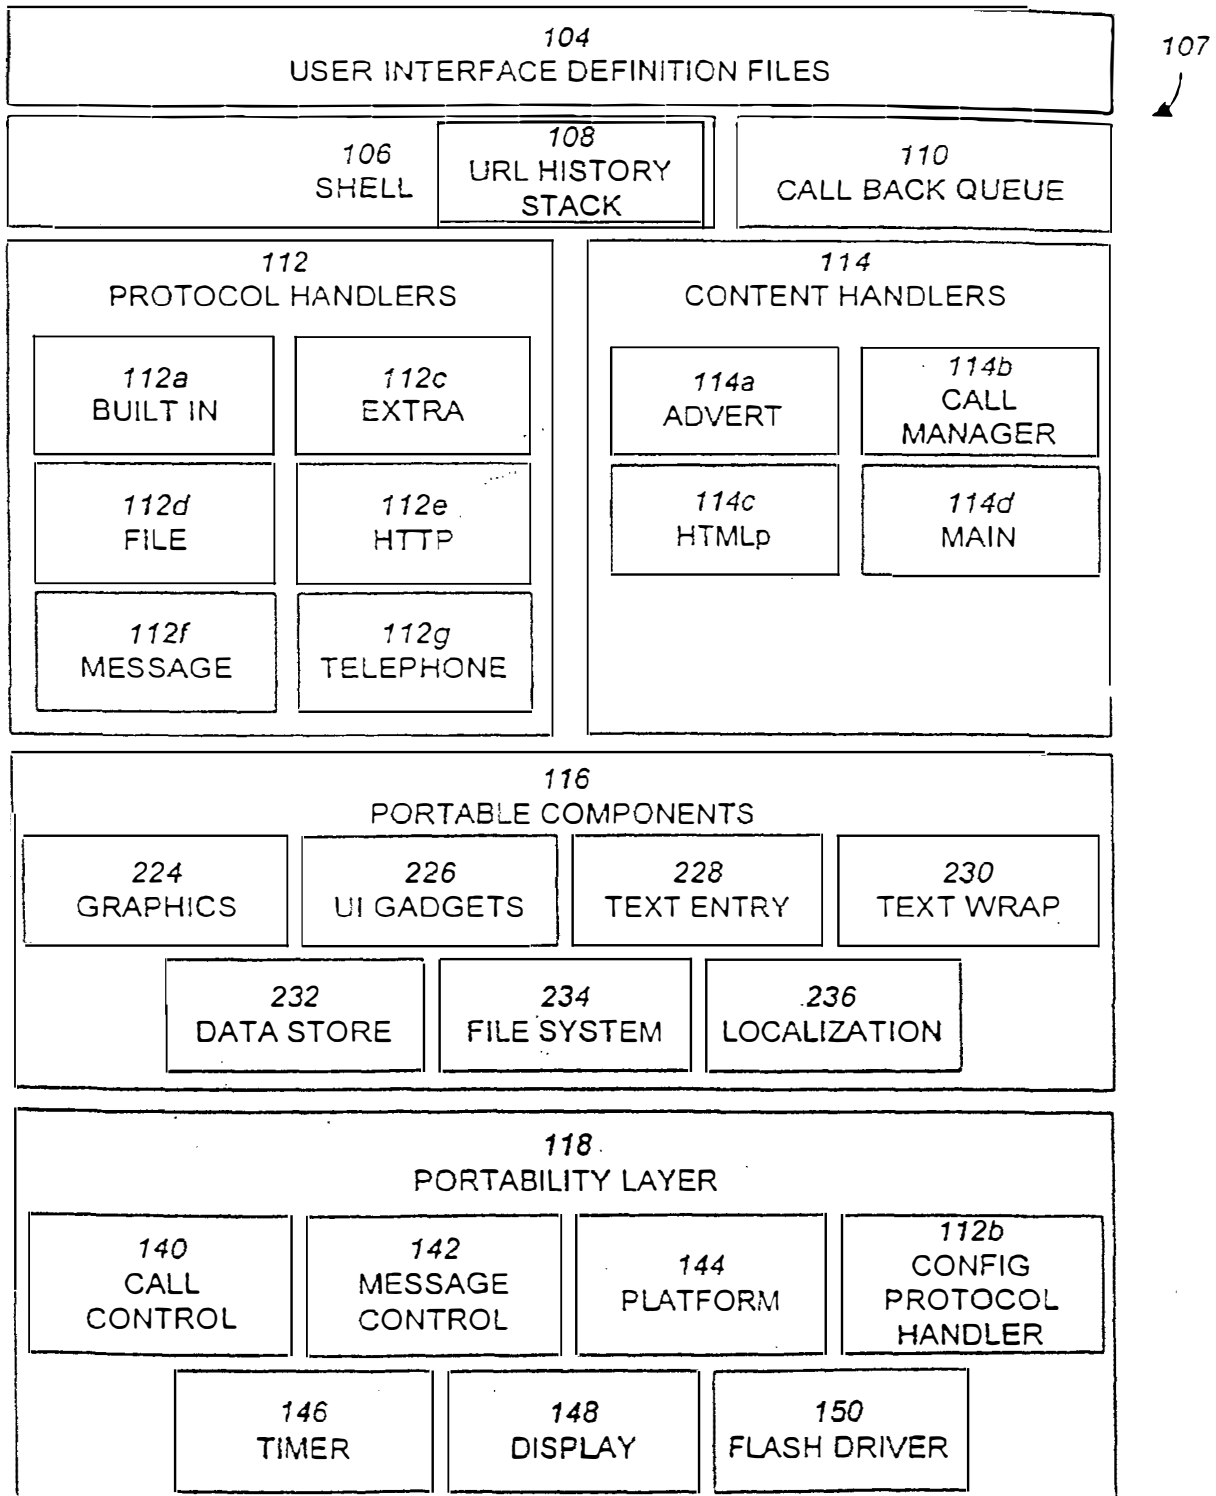 104
USER INTERFACE DEFINITION FILES
107
106
SHELL
108
URL HISTORY
STACK
110
CALL BACK QUEUE
112
PROTOCOL HANDLERS
112a
BUILT IN
112c
EXTRA
112d
FILE
112e
HTTP
112f
MESSAGE
112g
TELEPHONE
114
CONTENT HANDLERS
114a
ADVERT
114b
CALL
MANAGER
114c
HTMLp
114d
MAIN
116
PORTABLE COMPONENTS
224
GRAPHICS
226
UI GADGETS
228
TEXT ENTRY
230
TEXT WRAP
232
DATA STORE
234
FILE SYSTEM
236
LOCALIZATION
118
PORTABILITY LAYER
140
CALL
CONTROL
142
MESSAGE
CONTROL
144
PLATFORM
112b
CONFIG
PROTOCOL
HANDLER
146
TIMER
148
DISPLAY
150
FLASH DRIVER